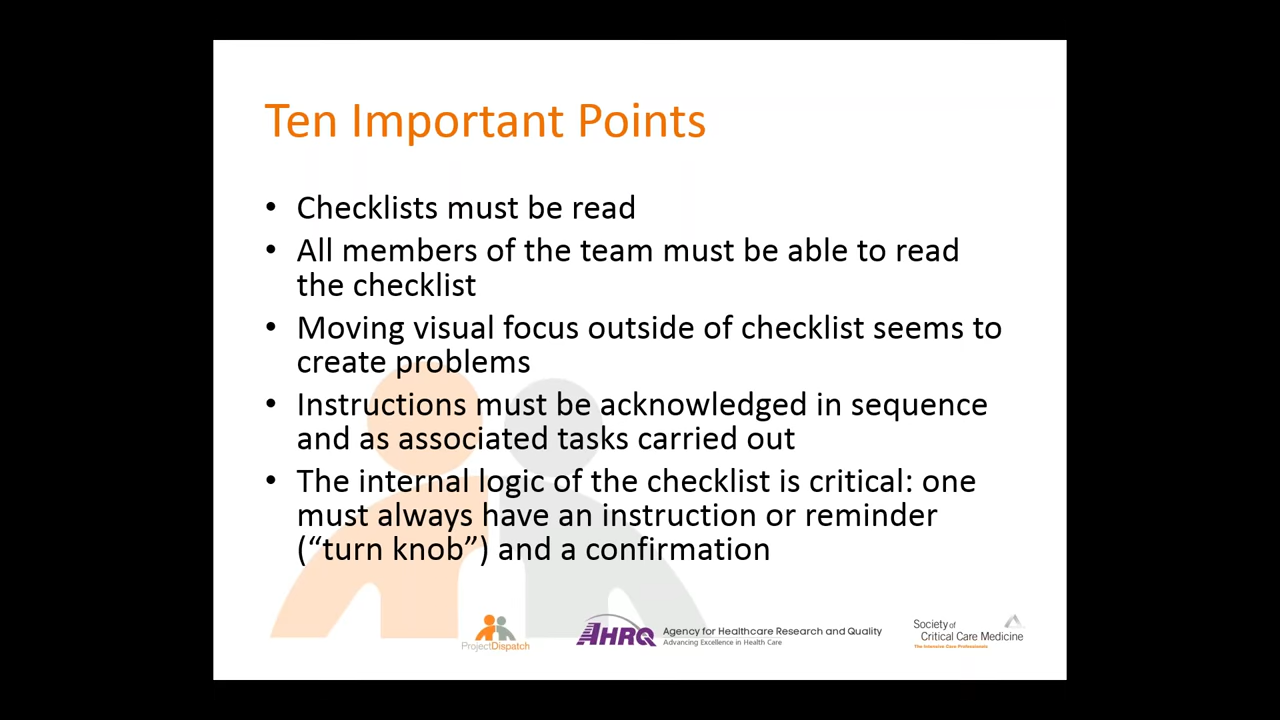 Ten Important Points
• Checklists must be read
• All members of the team must be able to read
the checklist
• Moving visual focus outside of checklist seems to
create problems
• Instructions must be acknowledged in sequence
and as associated tasks carried out
• The internal logic of the checklist is critical: one
must always have an instruction or reminder
(“turn knob”) and a confirmation
ProjectDispatch
AHRQ
Agency for Healthcare Research and Quality
Advancing Excellence in Health Care
Society of
Critical Care Medicine
The Intensive Care Professionals